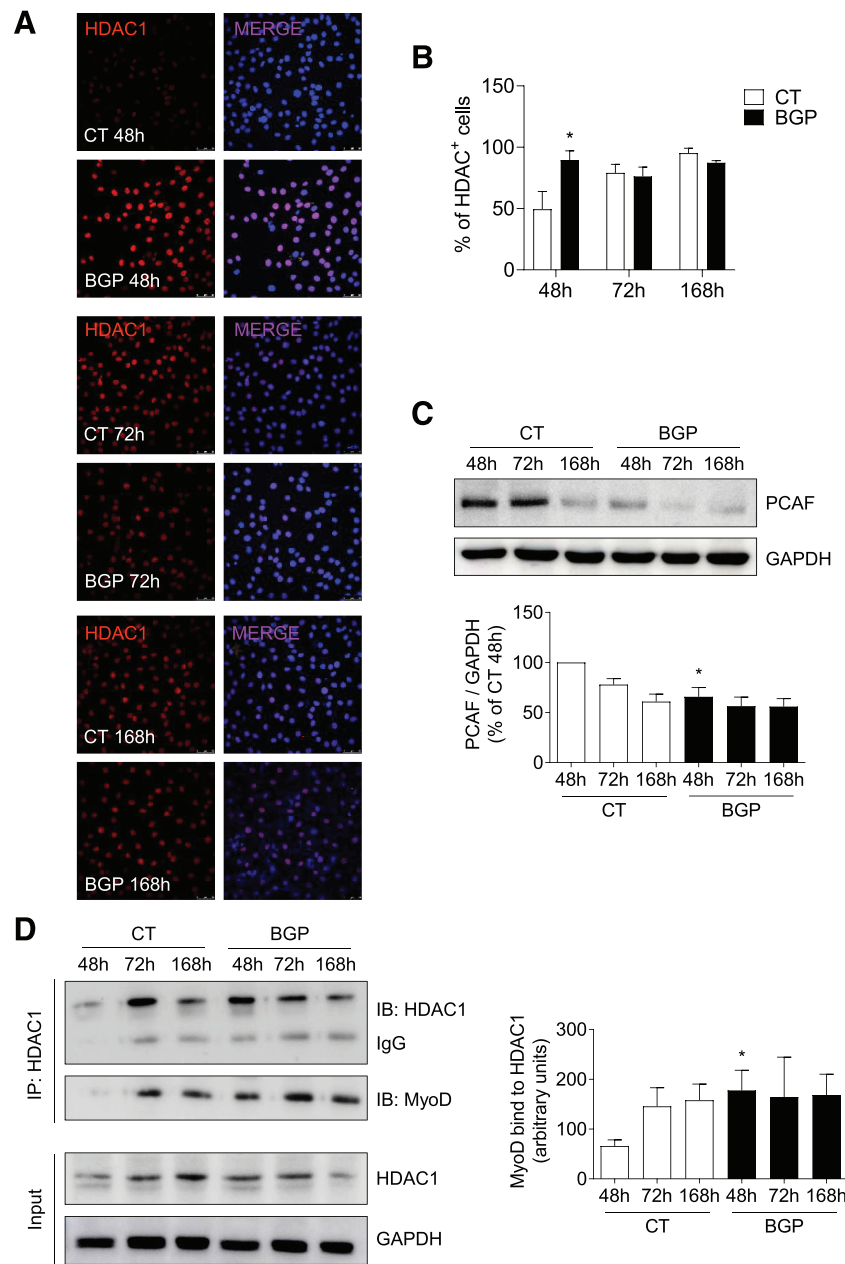 A
HDAC1 MERGE
CT 48h
BGP 48h
HDAC1 MERGE
CT 72h
BGP 72h
HDAC1 MERGE
CT 168h
BGP 168h
B
% of HDAC+ cells
150
100
50
0
*
48h 72h 168h
CT
BGP
C
CT BGP
48h 72h 168h 48h 72h 168h
PCAF
GAPDH
PCAF / GAPDH
(% of CT 48h)
150
100
50
0
*
48h 72h 168h 48h 72h 168h
CT BGP
D
CT BGP
48h 72h 168h 48h 72h 168h
IP: HDAC1
IB: HDAC1
IgG
IB: MyoD
Input
HDAC1
GAPDH
MyoD bind to HDAC1
(arbitrary units)
300
200
100
0
*
48h 72h 168h 48h 72h 168h
CT BGP